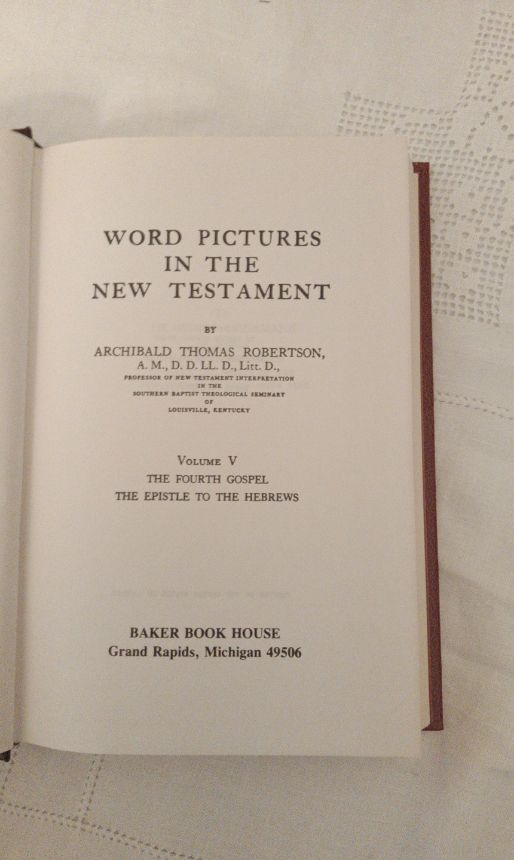 WORD PICTURES
IN THE
NEW TESTAMENT
BY
ARCHIBALD THOMAS ROBERTSON,
A. M., D. D. LL. D., Litt. D.,
PROFESSOR OF NEW TESTAMENT INTERPRETATION
IN THE
SOUTHERN BAPTIST THEOLOGICAL SEMINARY
OF
LOUISVILLE, KENTUCKY
VOLUME V
THE FOURTH GOSPEL
THE EPISTLE TO THE HEBREWS
BAKER BOOK HOUSE
Grand Rapids, Michigan 49506